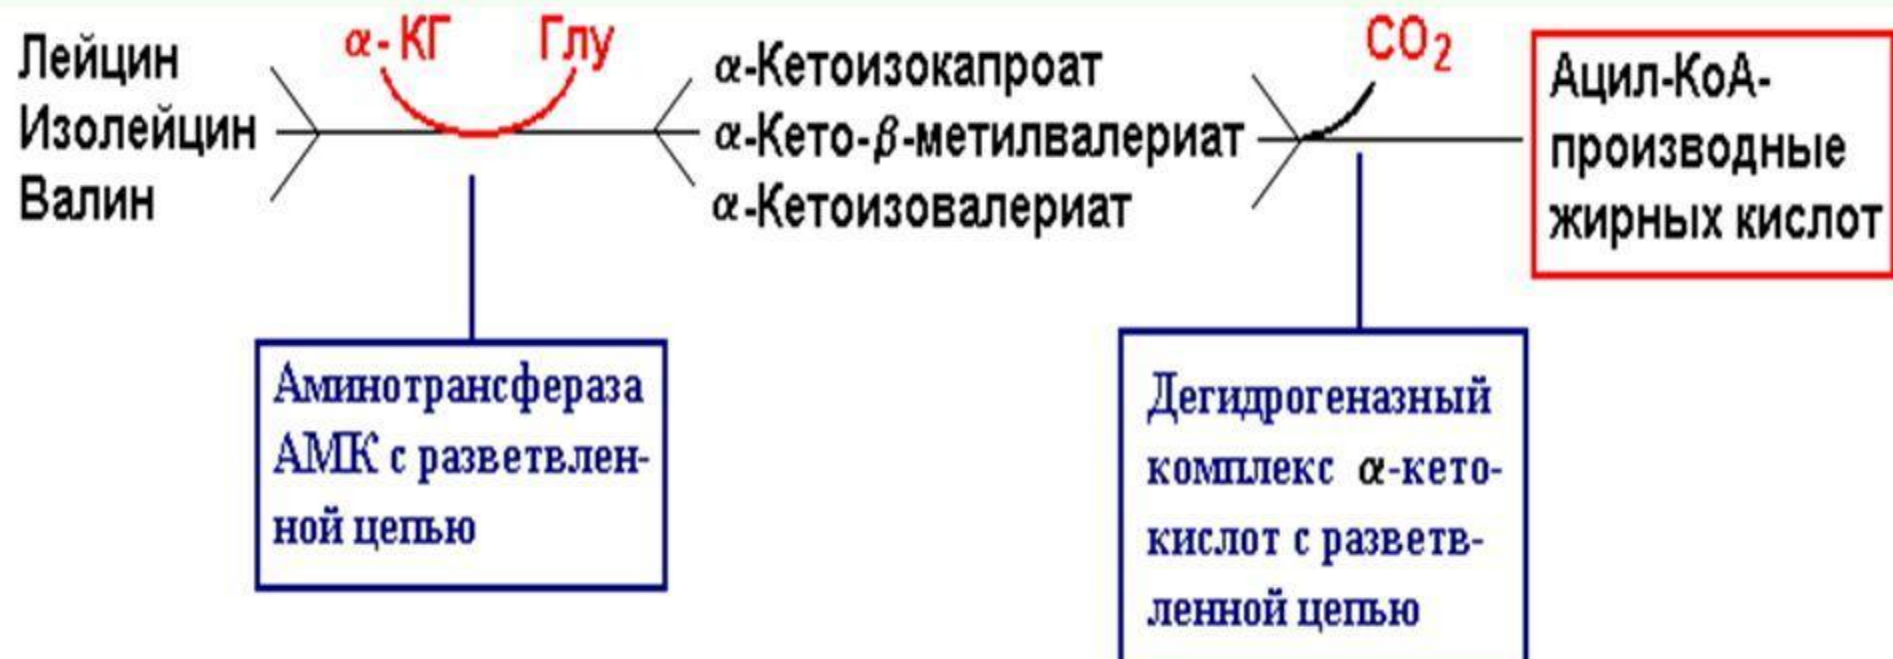 α-КГ Глу
CO₂
Лейцин
Изолейцин
Валин
α-Кетоизокапроат
α-Кето-β-метилвалериат
α-Кетоизовалериат
Ацил-КоА-
производные
жирных кислот
Аминотрансфераза
АМК с разветвлен-
ной цепью
Дегидрогеназный
комплекс α-кето-
кислот с разветв-
ленной цепью